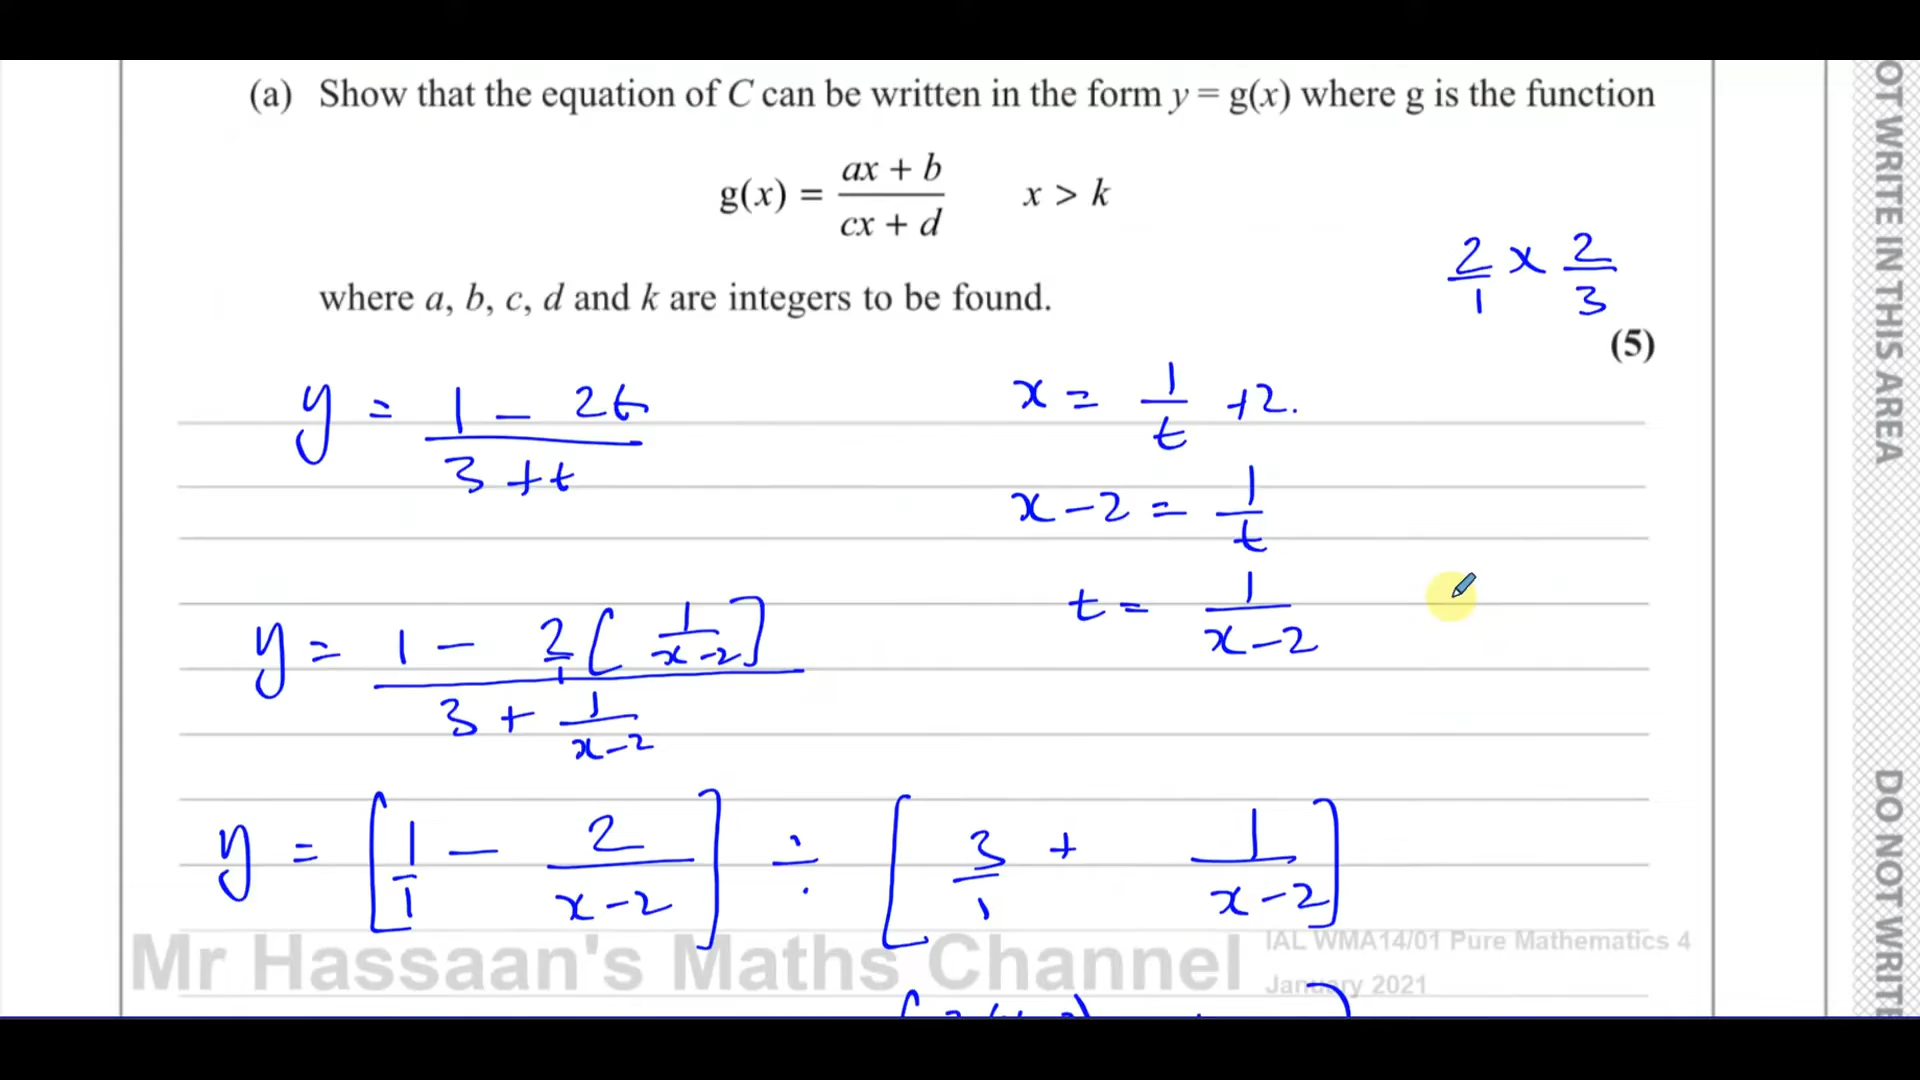 (a) Show that the equation of C can be written in the form y = g(x) where g is the function
g(x) = (ax + b)/(cx + d)    x > k
2/1 × 2/3
where a, b, c, d and k are integers to be found.
(5)
y = (1 - 2t)/(3 + t)
x = 1/t + 2.
x - 2 = 1/t
t = 1/(x - 2)
y = (1 - 2/1[1/(x-2)])/(3 + 1/(x-2))
y = [1/1 - 2/(x-2)] ÷ [3/1 + 1/(x-2)]
Mr Hassaan's Maths Channel
IAL WMA14/01 Pure Mathematics 4
January 2021
OT WRITE IN THIS AREA
DO NOT WRITE